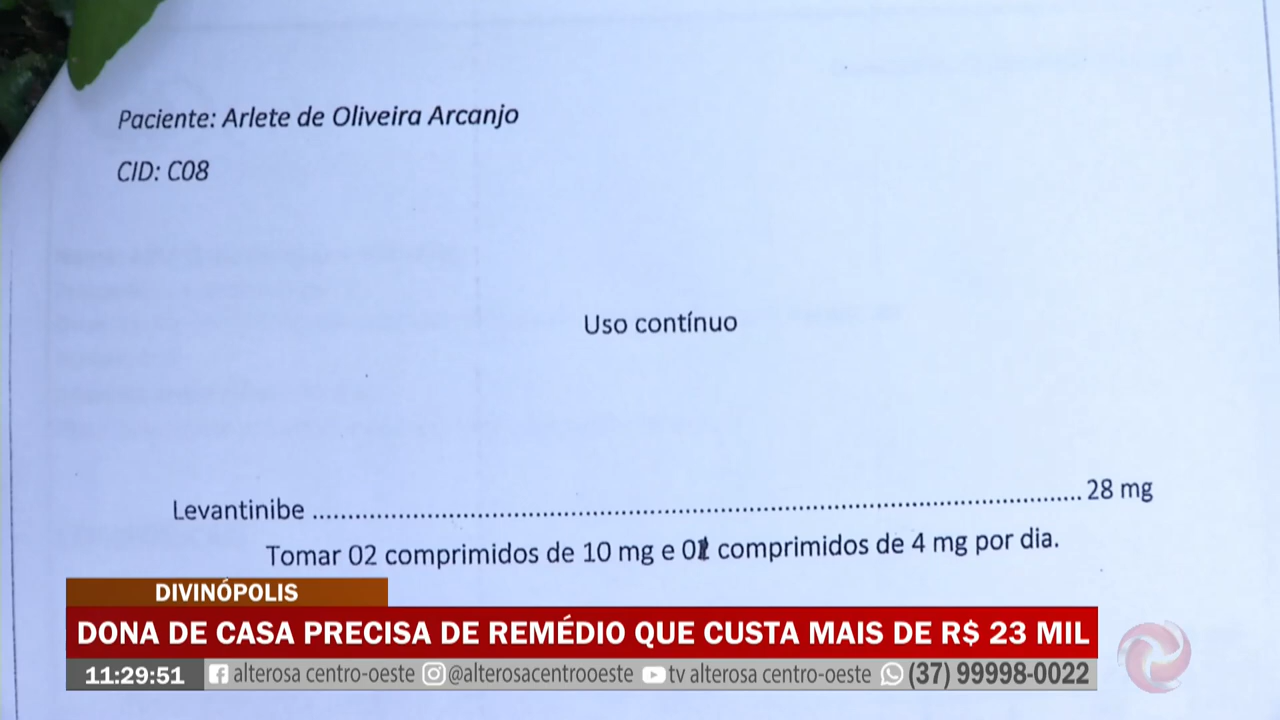 Paciente: Arlete de Oliveira Arcanjo
CID: C08
Uso contínuo
Levantinibe ........................................................................................................ 28 mg
Tomar 02 comprimidos de 10 mg e 02 comprimidos de 4 mg por dia.
DIVINÓPOLIS
DONA DE CASA PRECISA DE REMÉDIO QUE CUSTA MAIS DE R$ 23 MIL
11:29:51 alterosa centro-oeste @alterosacentrooeste tv alterosa centro-oeste (37) 99998-0022